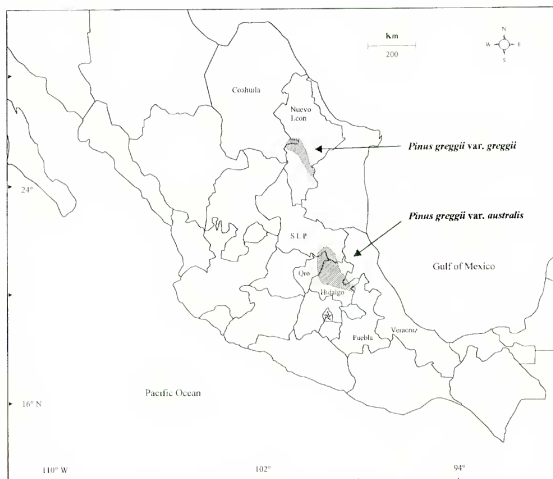 Km
200
N
W E
S
Coahuila
Nuevo
Leon
Pinus greggii var. greggii
24°
Pinus greggii var. australis
S L P
Gulf of Mexico
Qro
Hidalgo
Puebla
Veracruz
Pacific Ocean
16° N
110° W
102°
94°